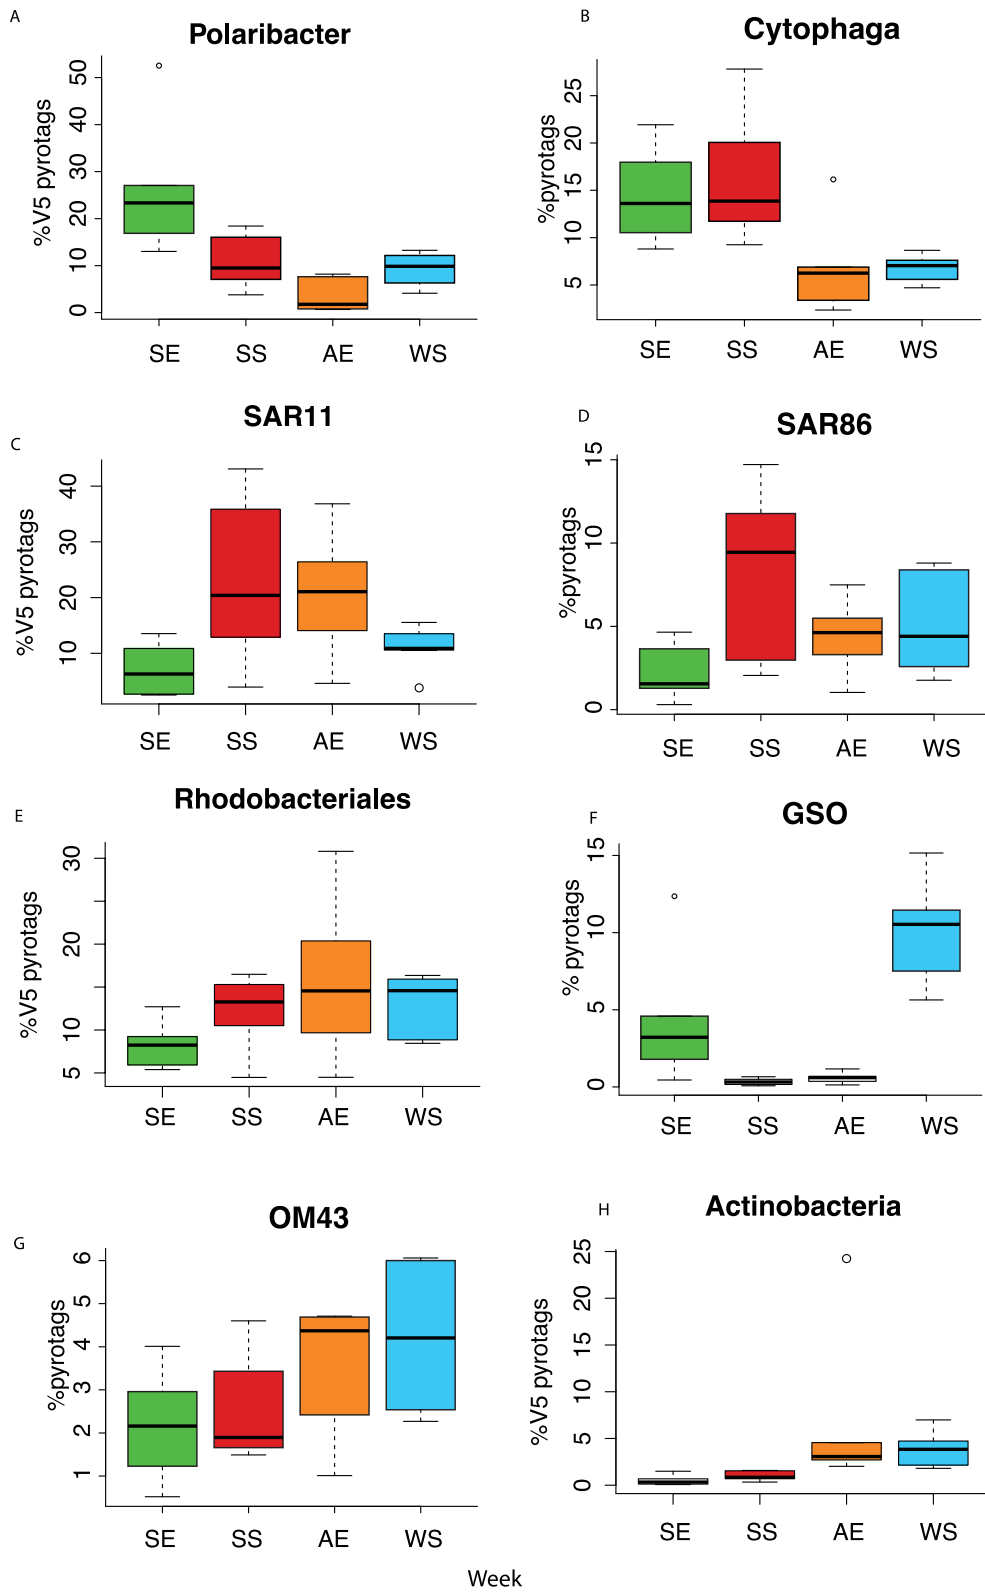 A
Polaribacter
%V5 pyrotags
50
40
30
20
10
0
SE SS AE WS
B
Cytophaga
%pyrotags
25
20
15
10
5
SE SS AE WS
C
SAR11
%V5 pyrotags
40
30
20
10
SE SS AE WS
D
SAR86
%pyrotags
15
10
5
0
SE SS AE WS
E
Rhodobacteriales
%V5 pyrotags
30
20
10
5
SE SS AE WS
F
GSO
% pyrotags
15
10
5
0
SE SS AE WS
G
OM43
%pyrotags
6
5
4
3
2
1
SE SS AE WS
H
Actinobacteria
%V5 pyrotags
25
20
15
10
5
0
SE SS AE WS
Week